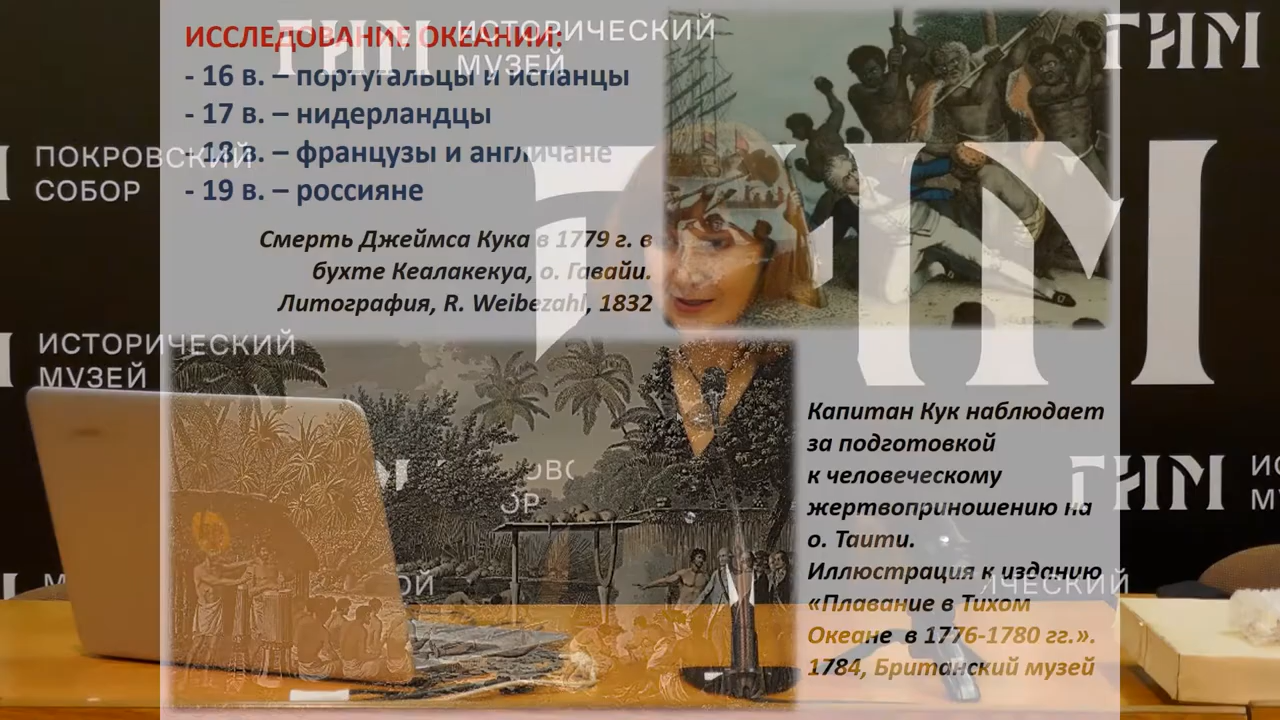 ИССЛЕДОВАНИЕ ОКЕАНИИ:
- 16 в. – португальцы и испанцы
- 17 в. – нидерландцы
- 18 в. – французы и англичане
- 19 в. – россияне
Смерть Джеймса Кука в 1779 г. в
бухте Кеалакекуа, о. Гавайи.
Литография, R. Weibezahl, 1832
Капитан Кук наблюдает
за подготовкой
к человеческому
жертвоприношению на
о. Таити.
Иллюстрация к изданию
«Плавание в Тихом
Океане в 1776-1780 гг.».
1784, Британский музей
ГИМ
ИСТОРИЧЕСКИЙ
МУЗЕЙ
ГИМ
ПОКРОВСКИЙ
СОБОР
ГИМ
ИСТОРИЧЕСКИЙ
МУЗЕЙ
ГИМ